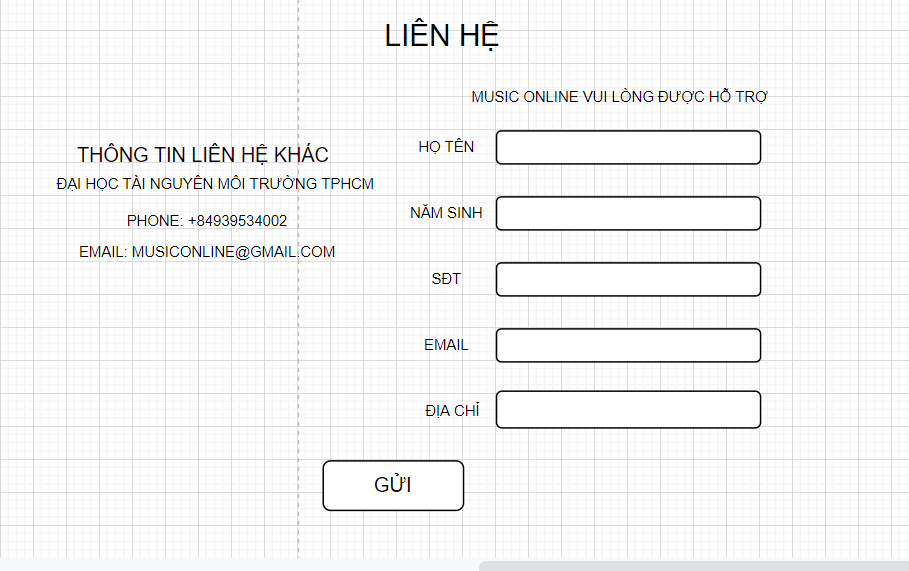 LIÊN HỆ
MUSIC ONLINE VUI LÒNG ĐƯỢC HỖ TRỢ
THÔNG TIN LIÊN HỆ KHÁC
ĐẠI HỌC TÀI NGUYÊN MÔI TRƯỜNG TPHCM
PHONE: +84939534002
EMAIL: MUSICONLINE@GMAIL.COM
HỌ TÊN
NĂM SINH
SĐT
EMAIL
ĐỊA CHỈ
GỬI